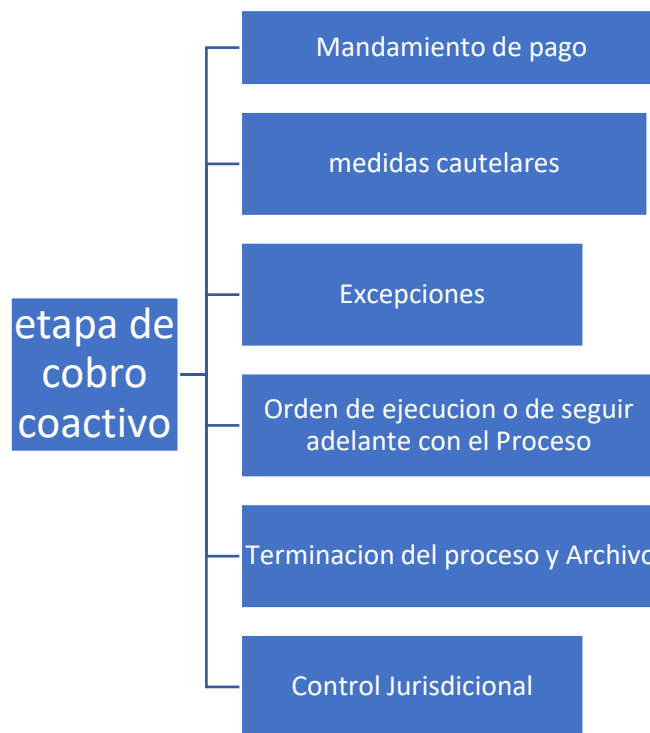 etapa de
cobro
coactivo
Mandamiento de pago
medidas cautelares
Excepciones
Orden de ejecucion o de seguir
adelante con el Proceso
Terminacion del proceso y Archivo
Control Jurisdicional